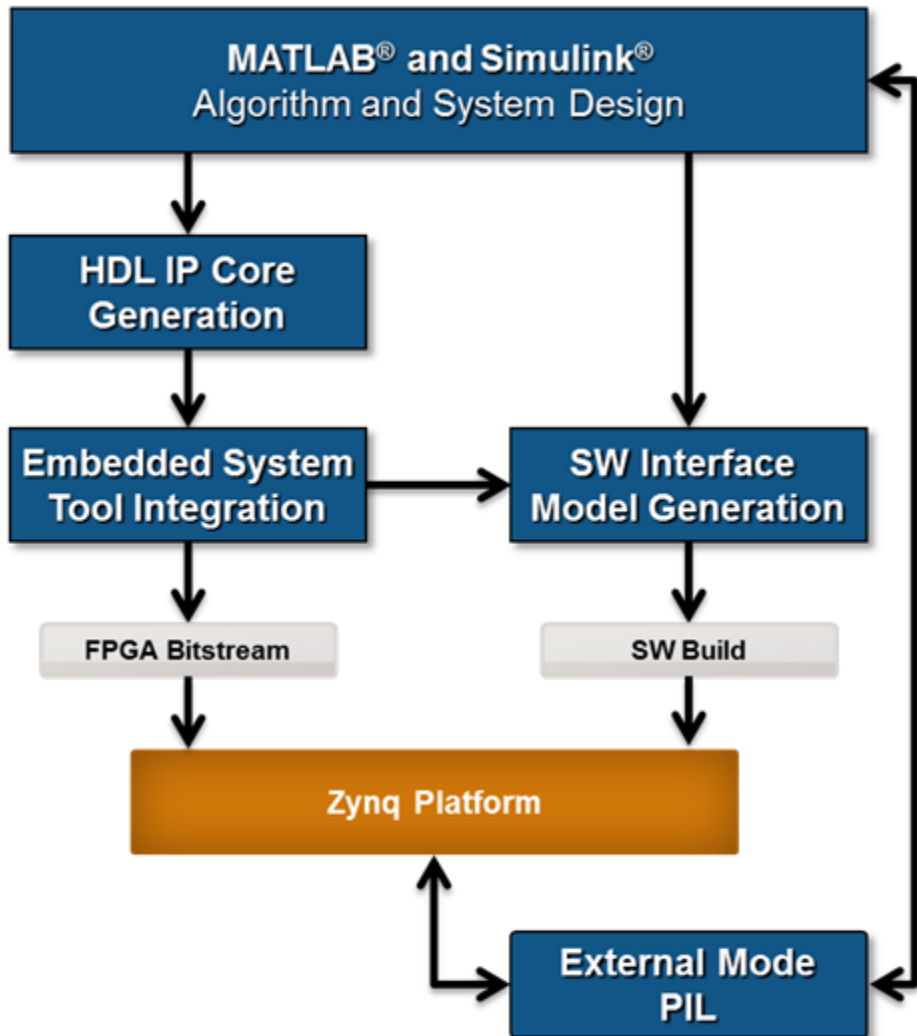 MATLAB® and Simulink®
Algorithm and System Design
HDL IP Core
Generation
Embedded System
Tool Integration
SW Interface
Model Generation
FPGA Bitstream
SW Build
Zynq Platform
External Mode
PIL